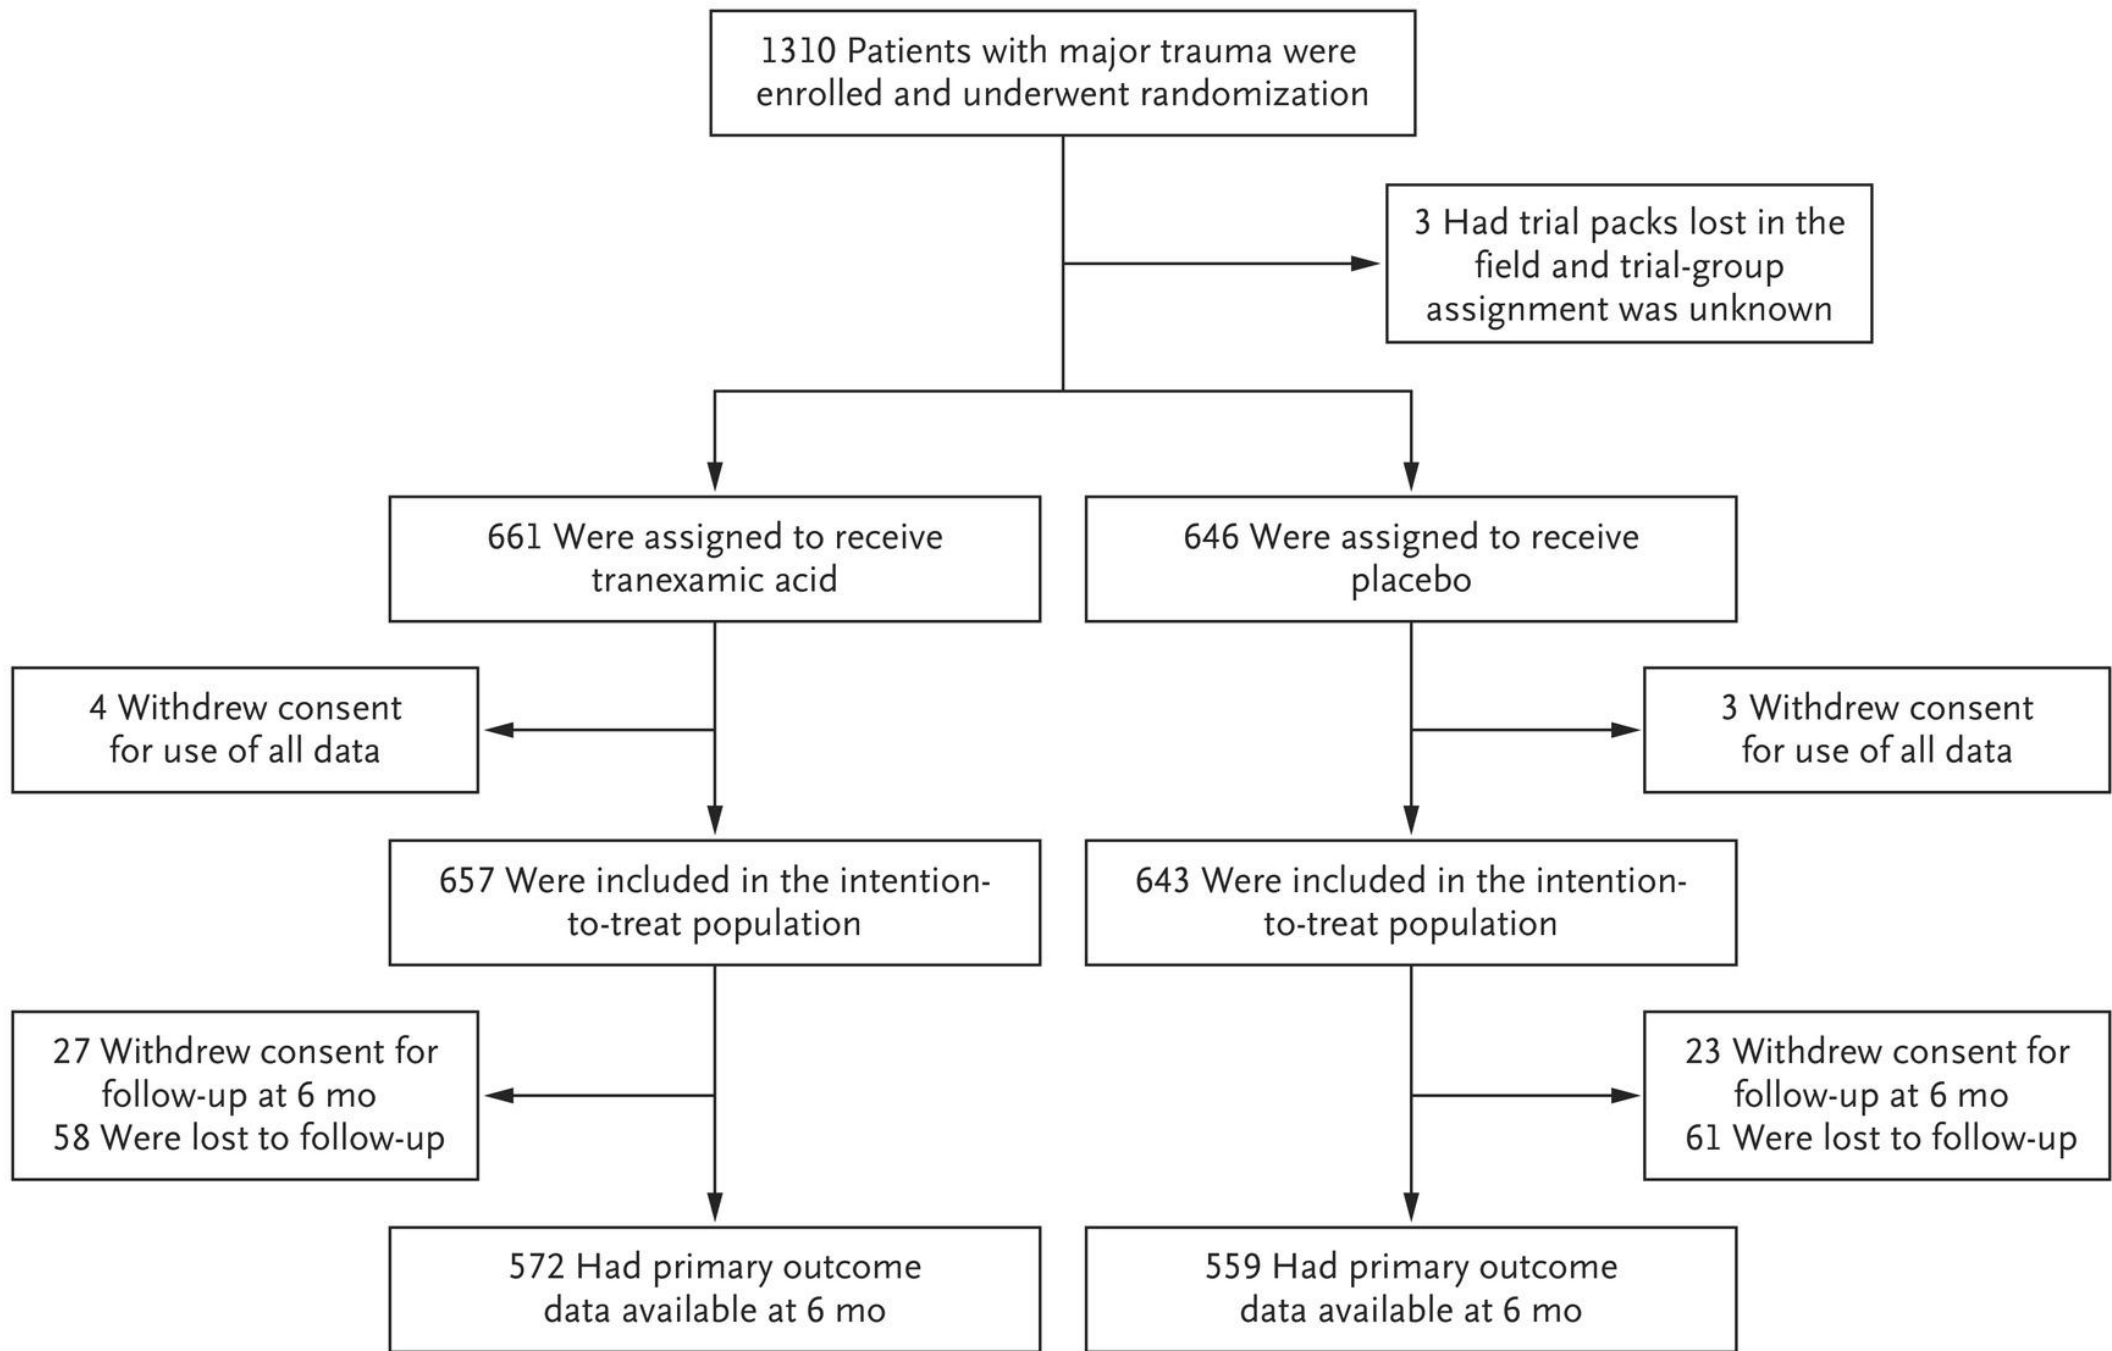 1310 Patients with major trauma were
enrolled and underwent randomization
3 Had trial packs lost in the
field and trial-group
assignment was unknown
661 Were assigned to receive
tranexamic acid
646 Were assigned to receive
placebo
4 Withdrew consent
for use of all data
3 Withdrew consent
for use of all data
657 Were included in the intention-
to-treat population
643 Were included in the intention-
to-treat population
27 Withdrew consent for
follow-up at 6 mo
58 Were lost to follow-up
23 Withdrew consent for
follow-up at 6 mo
61 Were lost to follow-up
572 Had primary outcome
data available at 6 mo
559 Had primary outcome
data available at 6 mo